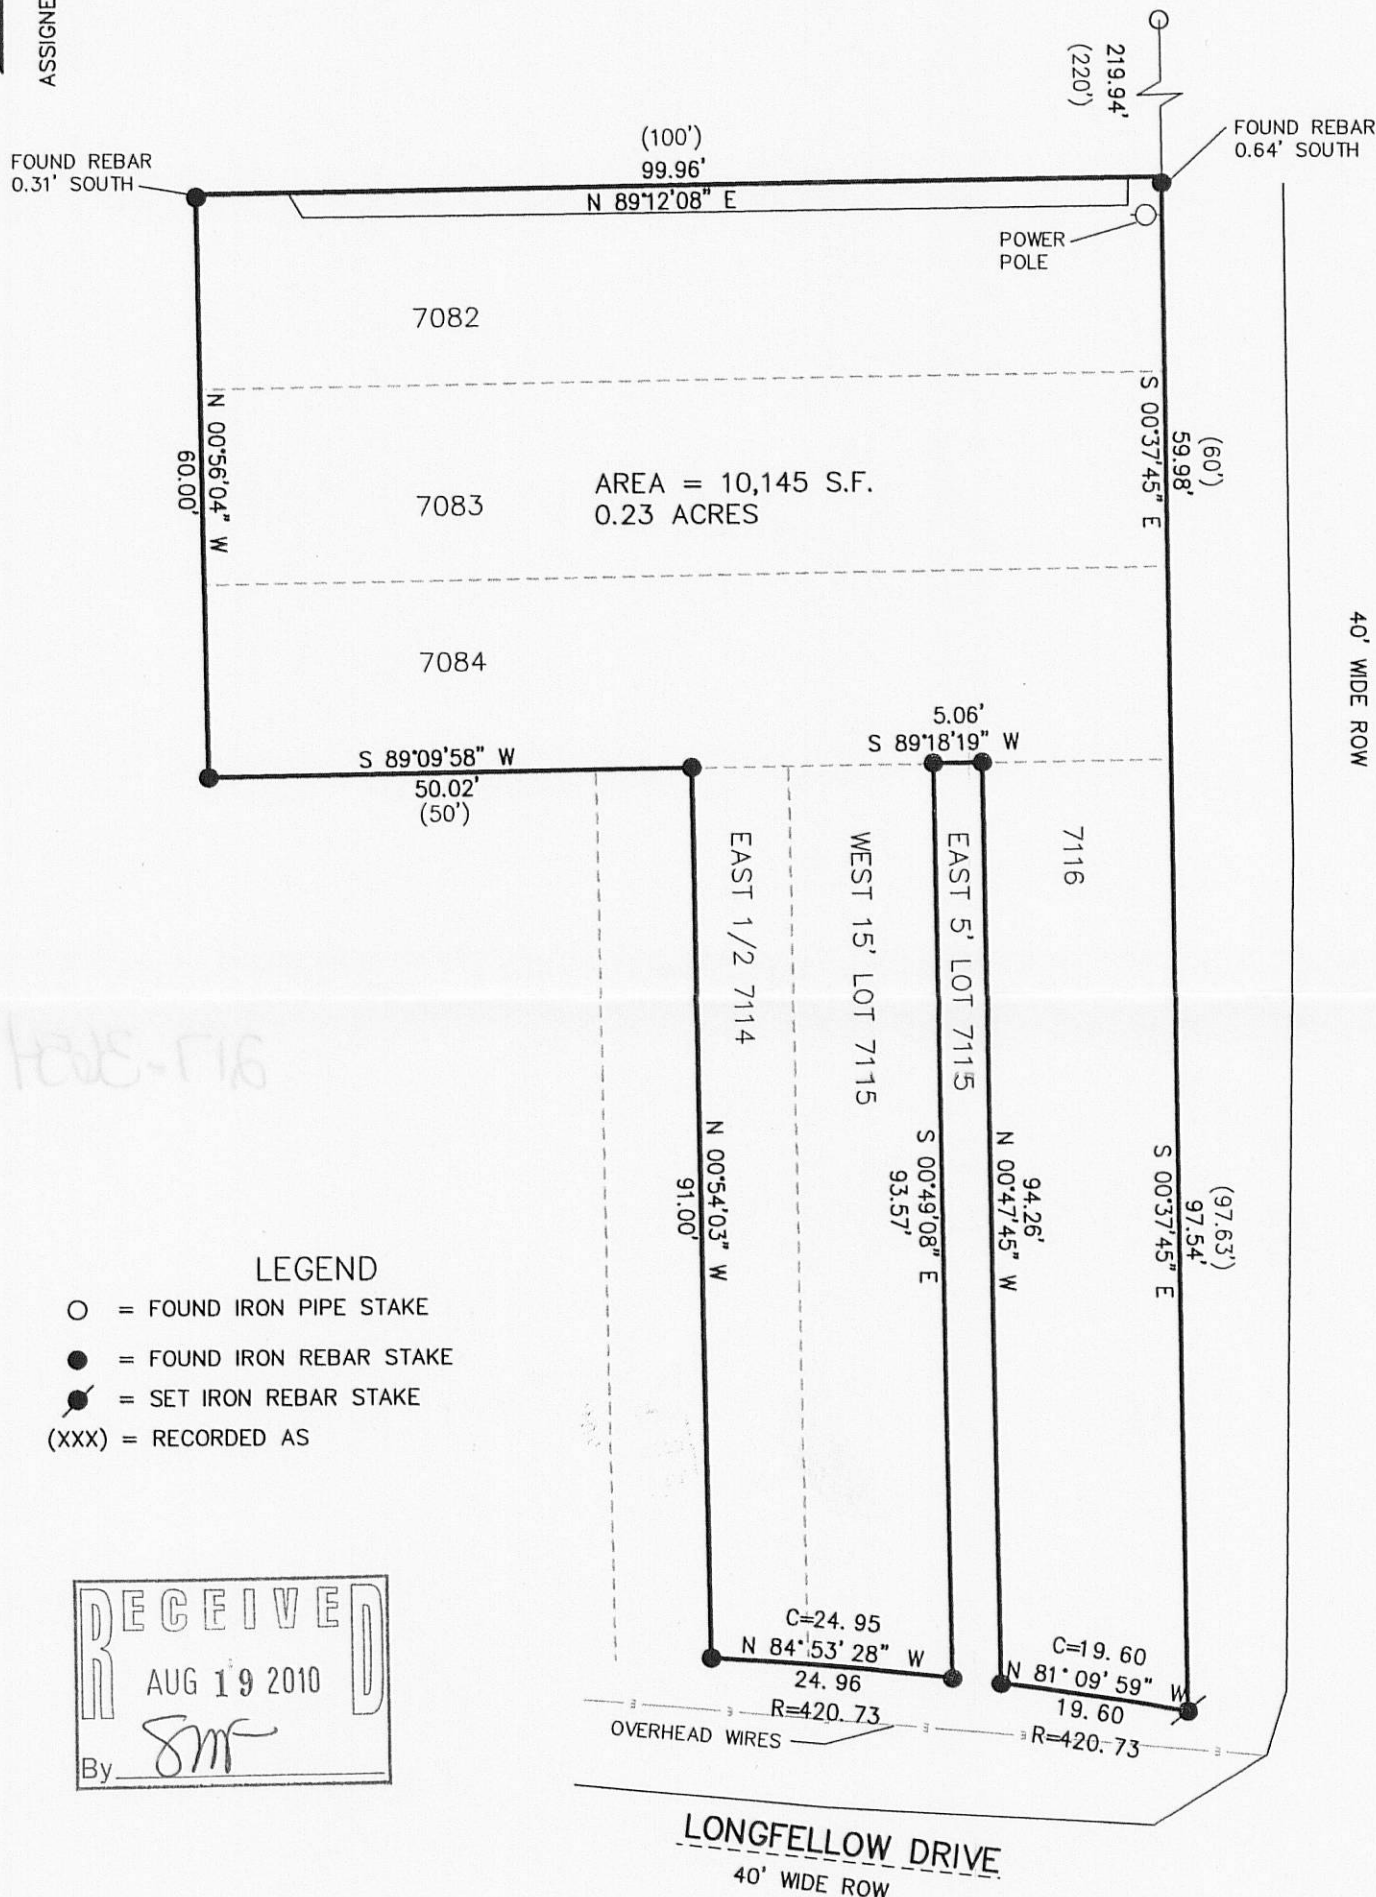 ASSIGNE
219.94'
(220')
FOUND REBAR
0.64' SOUTH
FOUND REBAR
0.31' SOUTH
(100')
99.96'
N 89°12'08" E
POWER
POLE
7082
N 00°56'04" W
60.00'
7083
AREA = 10,145 S.F.
0.23 ACRES
(60')
59.98'
S 00°37'45" E
40' WIDE ROW
7084
S 89°09'58" W
50.02'
(50')
5.06'
S 89°18'19" W
EAST 1/2 7114
WEST 15' LOT 7115
EAST 5' LOT 7115
7116
N 00°54'03" W
91.00'
S 00°49'08" E
93.57'
94.26'
N 00°47'45" W
(97.63')
97.54'
S 00°37'45" E
LEGEND
= FOUND IRON PIPE STAKE
= FOUND IRON REBAR STAKE
= SET IRON REBAR STAKE
(XXX) = RECORDED AS
RECEIVED
AUG 19 2010
By
C=24.95
N 84°53'28" W
24.96
R=420.73
C=19.60
N 81°09'59" W
19.60
R=420.73
OVERHEAD WIRES
LONGFELLOW DRIVE
40' WIDE ROW